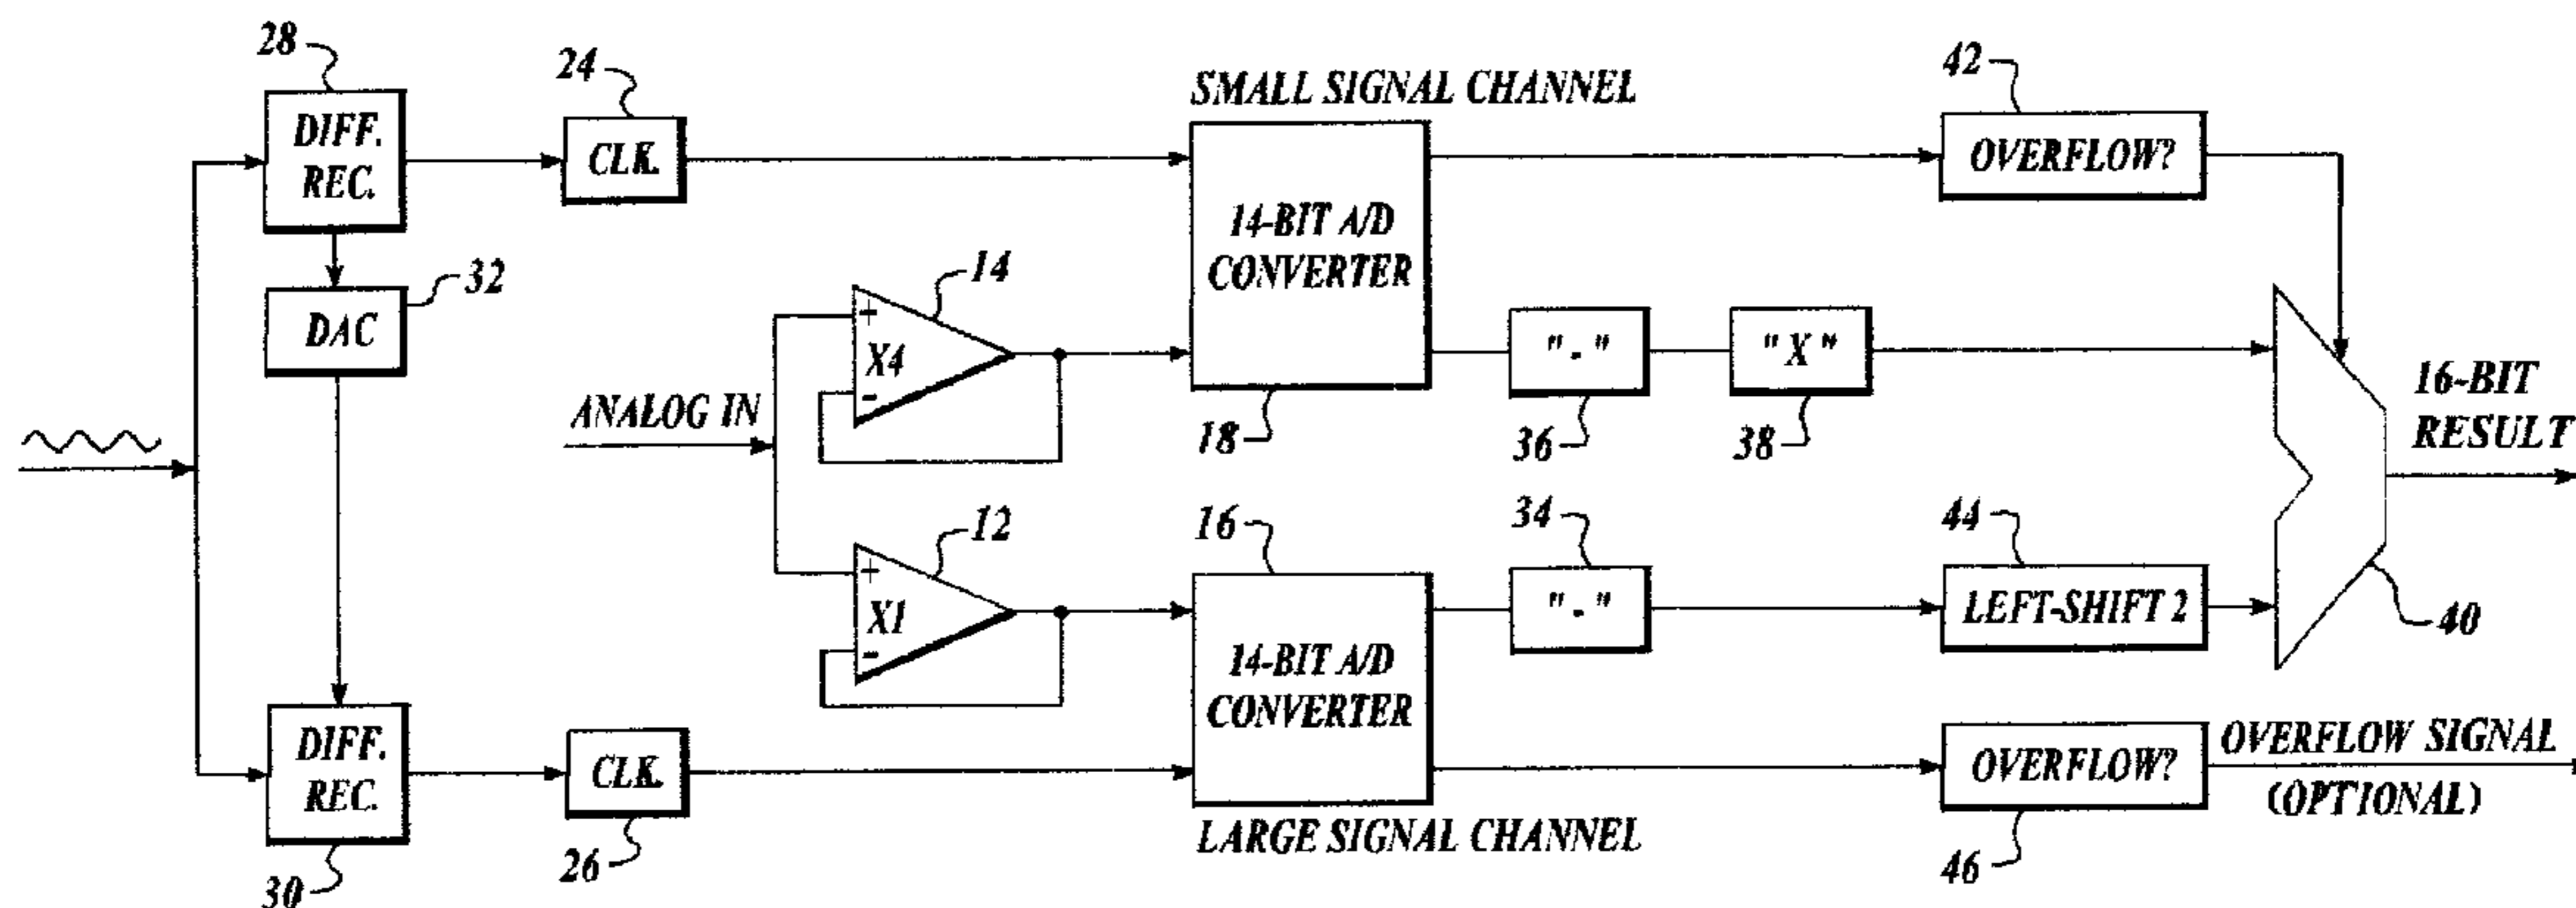 28
DIFF.
REC.
24
CLK.
SMALL SIGNAL CHANNEL
42
OVERFLOW?
14-BIT A/D
CONVERTER
32
DAC
14
+
X4
-
ANALOG IN
18
"-"
36
"X"
38
16-BIT
RESULT
12
+
X1
-
16
14-BIT A/D
CONVERTER
34
"-"
44
LEFT-SHIFT 2
40
DIFF.
REC.
30
CLK.
26
LARGE SIGNAL CHANNEL
OVERFLOW?
46
OVERFLOW SIGNAL
(OPTIONAL)